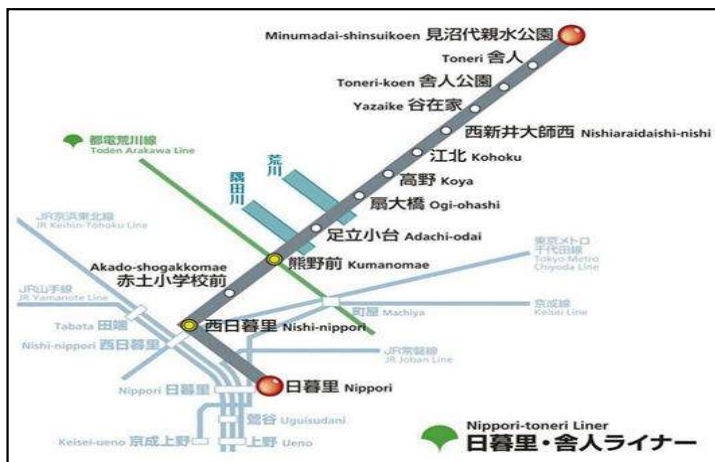 Minumadai-shinsuikoen 見沼代親水公園
Toneri 舎人
Toneri-koen 舎人公園
Yazaike 谷在家
西新井大師西 Nishiaraidaishi-nishi
都電荒川線
Toden Arakawa Line
江北 Kohoku
荒川
高野 Koya
隅田川
扇大橋 Ogi-ohashi
JR京浜東北線
JR Keihin-Tohoku Line
足立小台 Adachi-odai
東京メトロ
千代田線
Tokyo Metro
Chiyoda Line
熊野前 Kumanomae
Akado-shogakkomae
赤土小学校前
JR山手線
JR Yamanote Line
町屋 Machiya
京成線
Keisei Line
Tabata 田端
西日暮里 Nishi-nippori
Nishi-nippori 西日暮里
JR常磐線
JR Joban Line
Nippori 日暮里
日暮里 Nippori
鶯谷 Uguisudani
Keisei-ueno 京成上野
上野 Ueno
Nippori-toneri Liner
日暮里・舎人ライナー